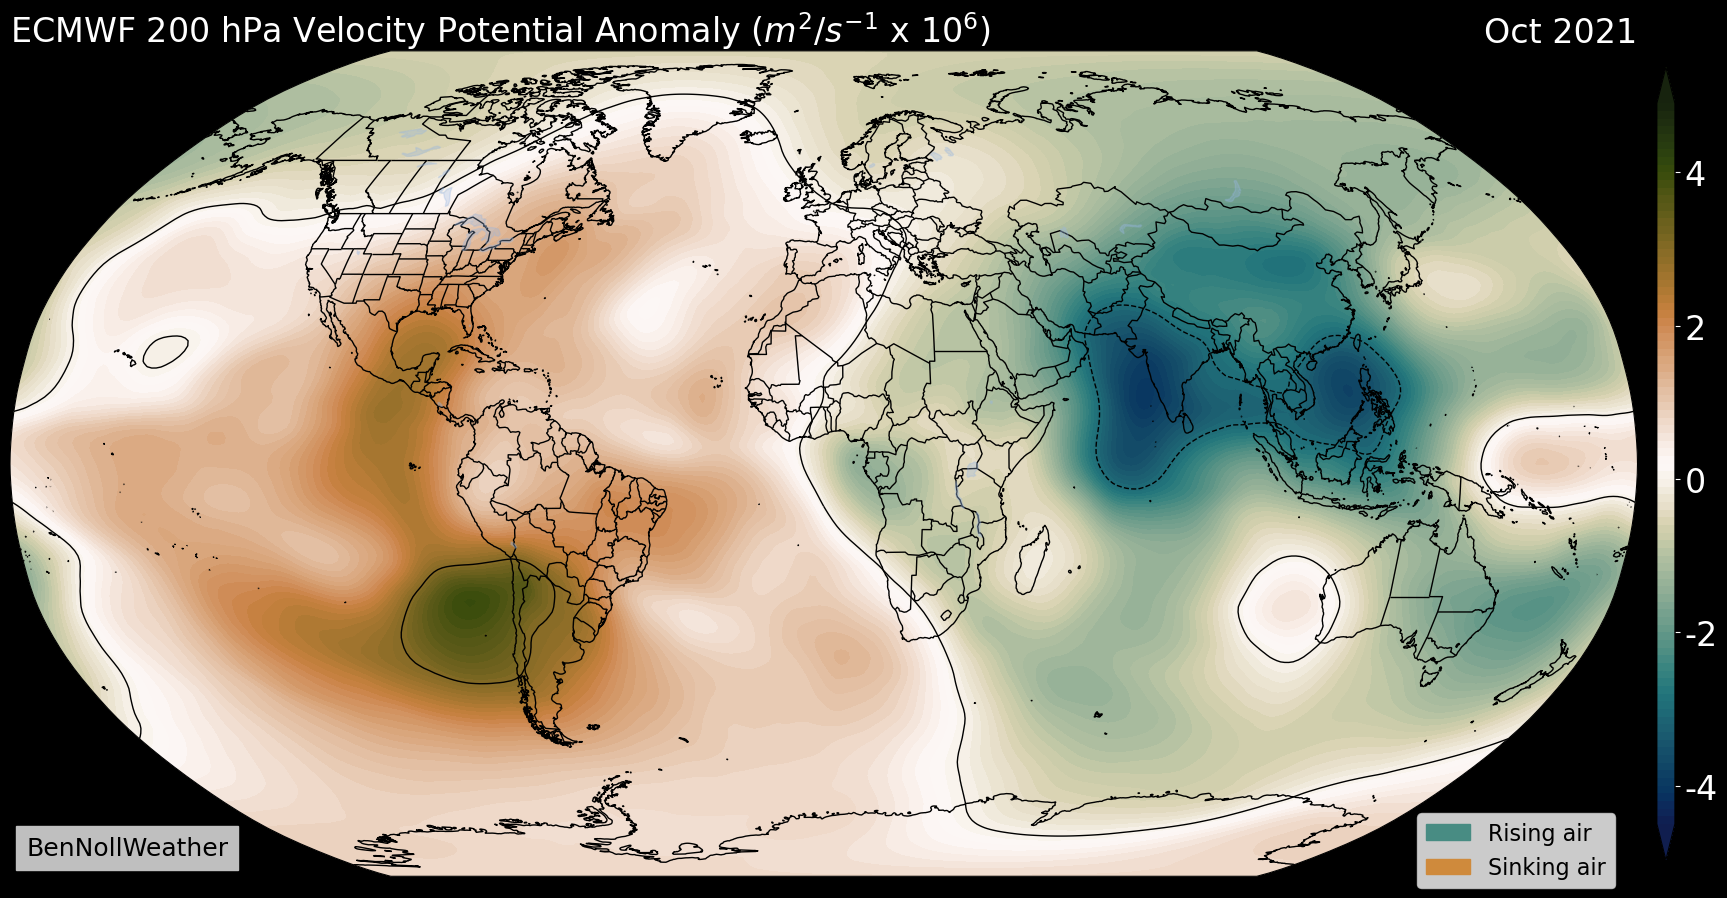 ECMWF 200 hPa Velocity Potential Anomaly (m²/s⁻¹ x 10⁶)
Oct 2021
4
2
0
-2
-4
Rising air
Sinking air
BenNollWeather